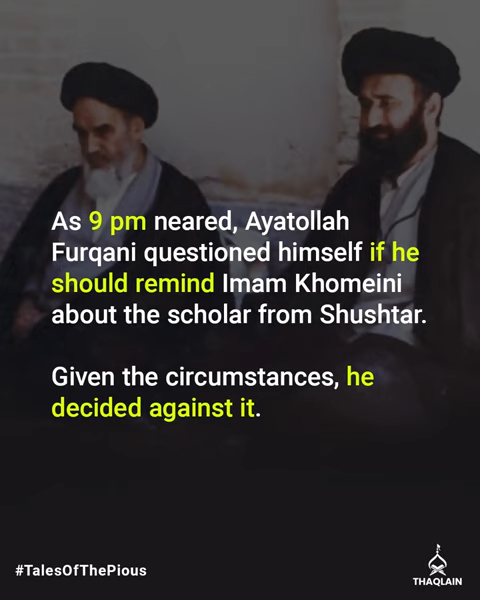 As 9 pm neared, Ayatollah
Furqani questioned himself if he
should remind Imam Khomeini
about the scholar from Shushtar.
Given the circumstances, he
decided against it.
#TalesOfThePious
THAQLAIN